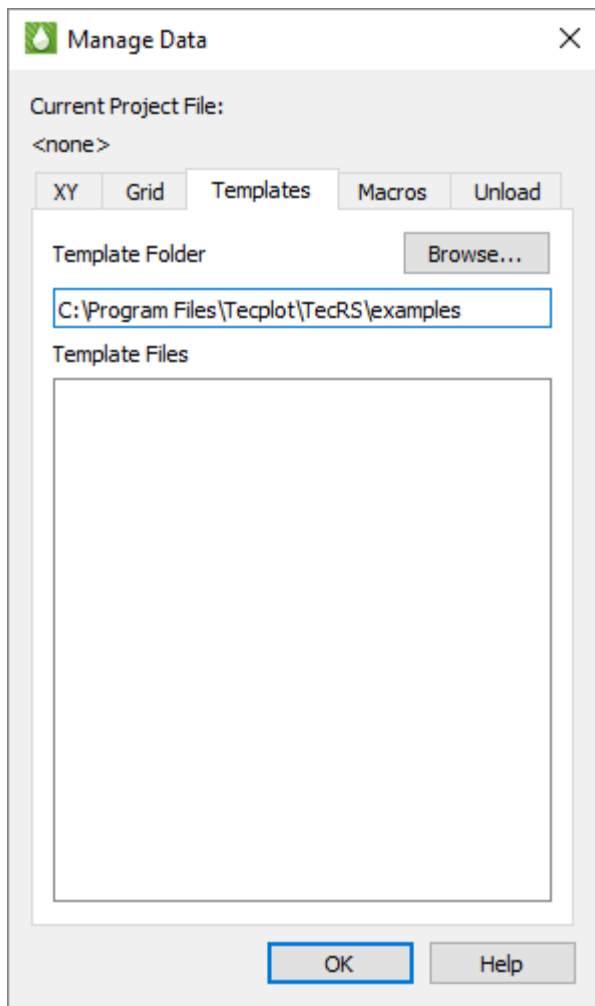 Manage Data
Current Project File:
<none>
XY Grid Templates Macros Unload
Template Folder Browse...
C:\Program Files\Tecplot\TecRS\examples
Template Files
OK Help